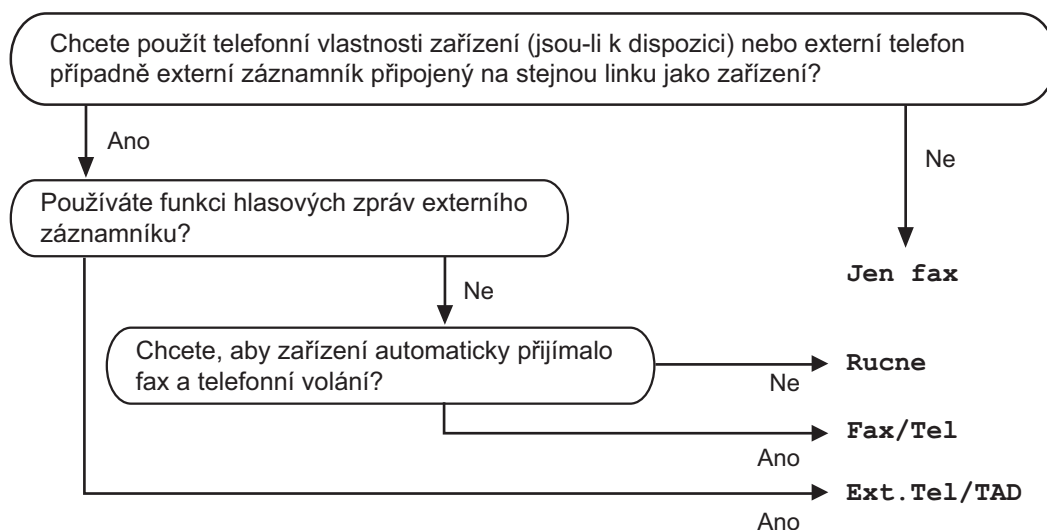 Chcete použít telefonní vlastnosti zařízení (jsou-li k dispozici) nebo externí telefon
případně externí záznamník připojený na stejnou linku jako zařízení?
Ano
Ne
Používáte funkci hlasových zpráv externího
záznamníku?
Jen fax
Ne
Chcete, aby zařízení automaticky přijímalo
fax a telefonní volání?
Rucne
Ne
Fax/Tel
Ano
Ext.Tel/TAD
Ano